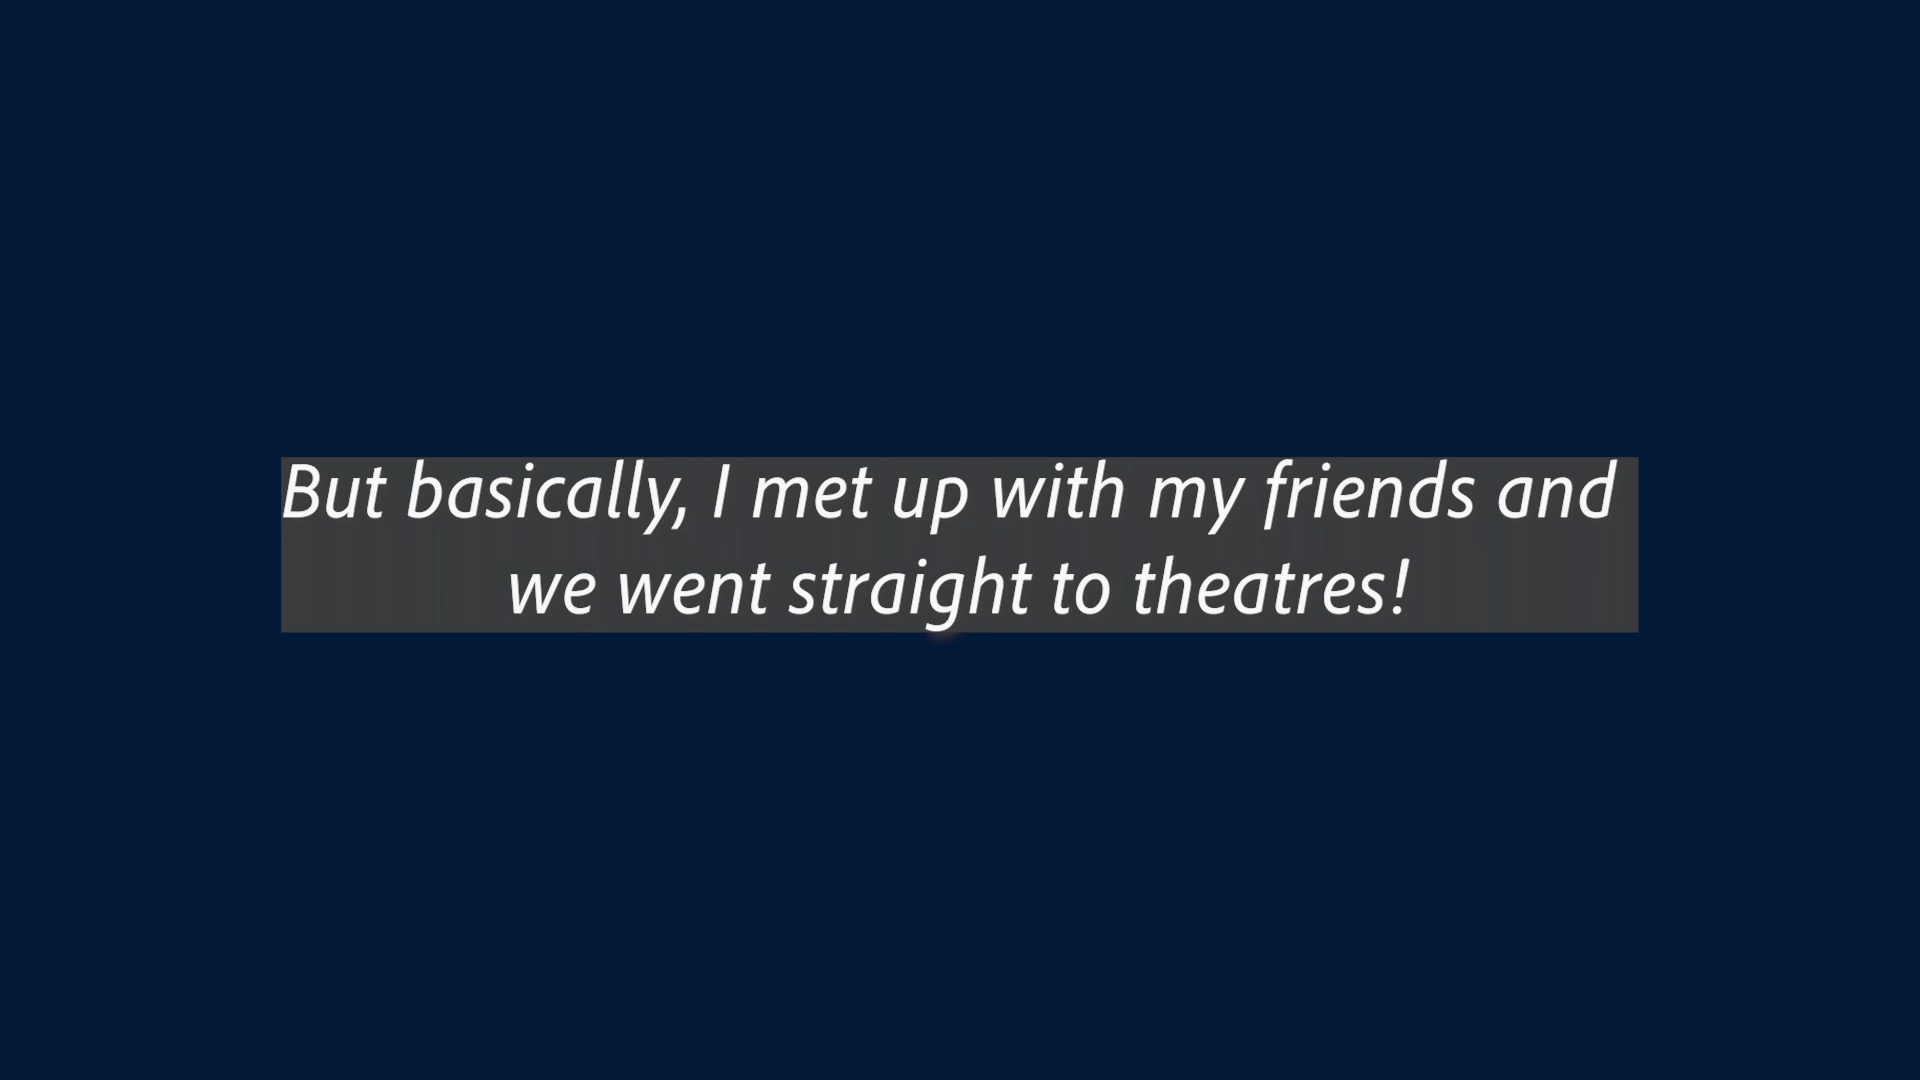 But basically, I met up with my friends and
we went straight to theatres!